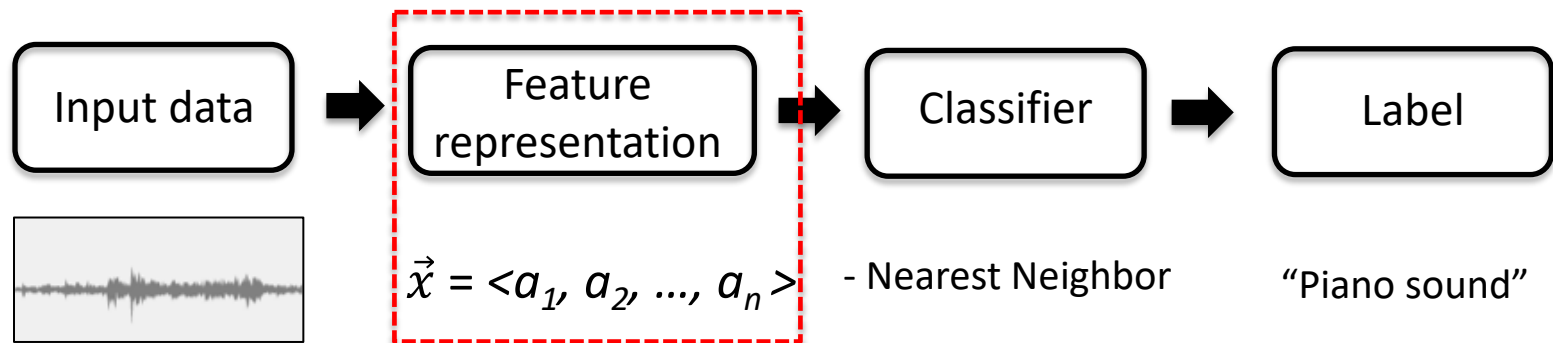 Input data
Feature
representation
Classifier
Label
x⃗ = <a₁, a₂, ..., aₙ>
- Nearest Neighbor
“Piano sound”